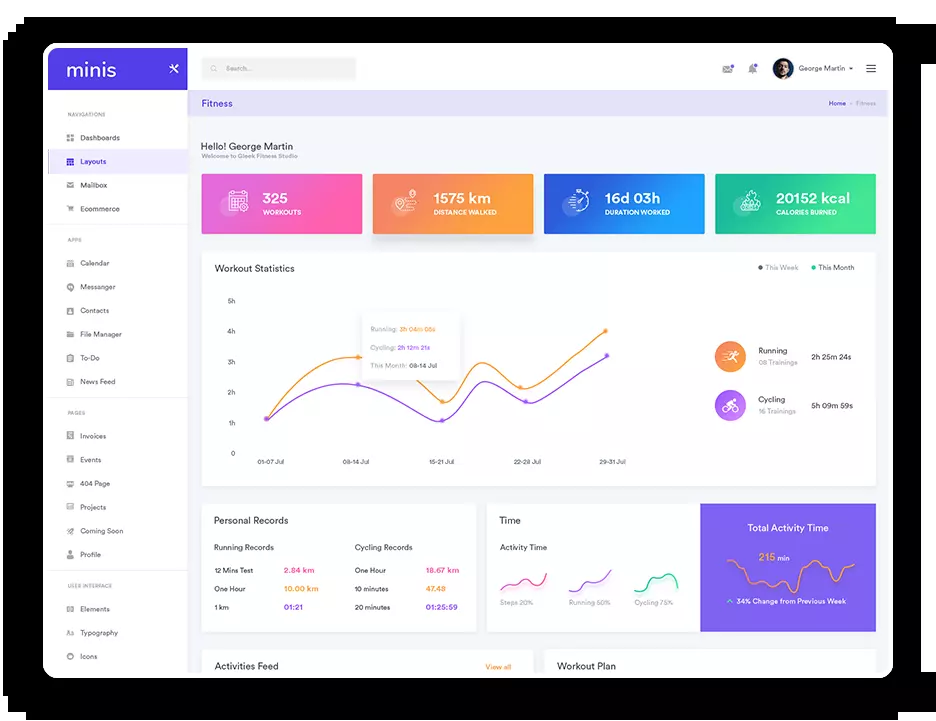 minis
Search...
George Martin
NAVIGATIONS
Dashboards
Layouts
Mailbox
Ecommerce
APPS
Calendar
Messanger
Contacts
File Manager
To-Do
News Feed
PAGES
Invoices
Events
404 Page
Projects
Coming Soon
Profile
USER INTERFACE
Elements
Typography
Icons
Fitness
Home Fitness
Hello! George Martin
Welcome to Gleek Fitness Studio
325
WORKOUTS
1575 km
DISTANCE WALKED
16d 03h
DURATION WORKED
20152 kcal
CALORIES BURNED
Workout Statistics
This Week This Month
5h
4h
3h
2h
1h
0
Running: 3h 04m 05s
Cycling: 2h 12m 21s
This Month: 08-14 Jul
01-07 Jul 08-14 Jul 15-21 Jul 22-28 Jul 29-31 Jul
Running
08 Trainings
2h 25m 24s
Cycling
16 Trainings
5h 09m 59s
Personal Records
Running Records
12 Mins Test 2.84 km
One Hour 10.00 km
1 km 01:21
Cycling Records
One Hour 18.67 km
10 minutes 47.48
20 minutes 01:25:59
Time
Activity Time
Steps 20% Running 50% Cycling 75%
Total Activity Time
215 min
34% Change from Previous Week
Activities Feed View all
Workout Plan